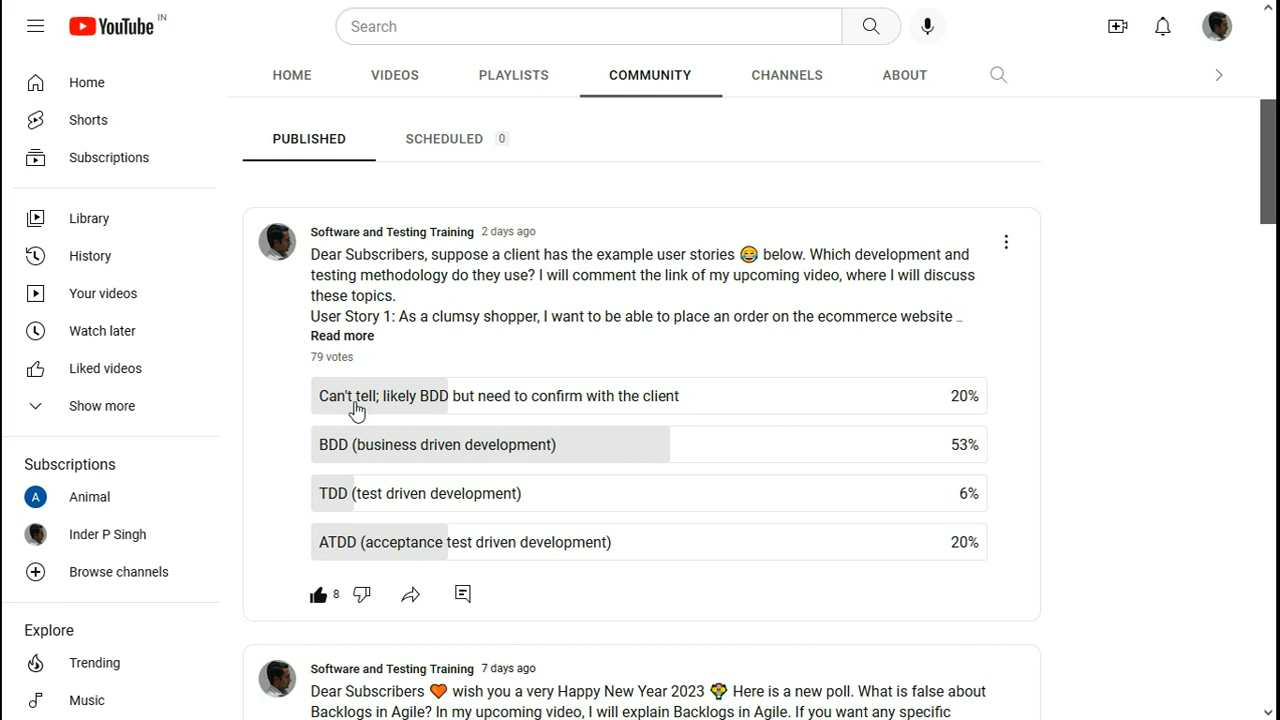 YouTube IN
Search
HOME VIDEOS PLAYLISTS COMMUNITY CHANNELS ABOUT
Home
Shorts
Subscriptions
Library
History
Your videos
Watch later
Liked videos
Show more
Subscriptions
A Animal
Inder P Singh
Browse channels
Explore
Trending
Music
PUBLISHED SCHEDULED 0
Software and Testing Training 2 days ago
Dear Subscribers, suppose a client has the example user stories 😂 below. Which development and
testing methodology do they use? I will comment the link of my upcoming video, where I will discuss
these topics.
User Story 1: As a clumsy shopper, I want to be able to place an order on the ecommerce website ...
Read more
79 votes
Can't tell; likely BDD but need to confirm with the client 20%
BDD (business driven development) 53%
TDD (test driven development) 6%
ATDD (acceptance test driven development) 20%
8
Software and Testing Training 7 days ago
Dear Subscribers 🧡 wish you a very Happy New Year 2023 💐 Here is a new poll. What is false about
Backlogs in Agile? In my upcoming video, I will explain Backlogs in Agile. If you want any specific